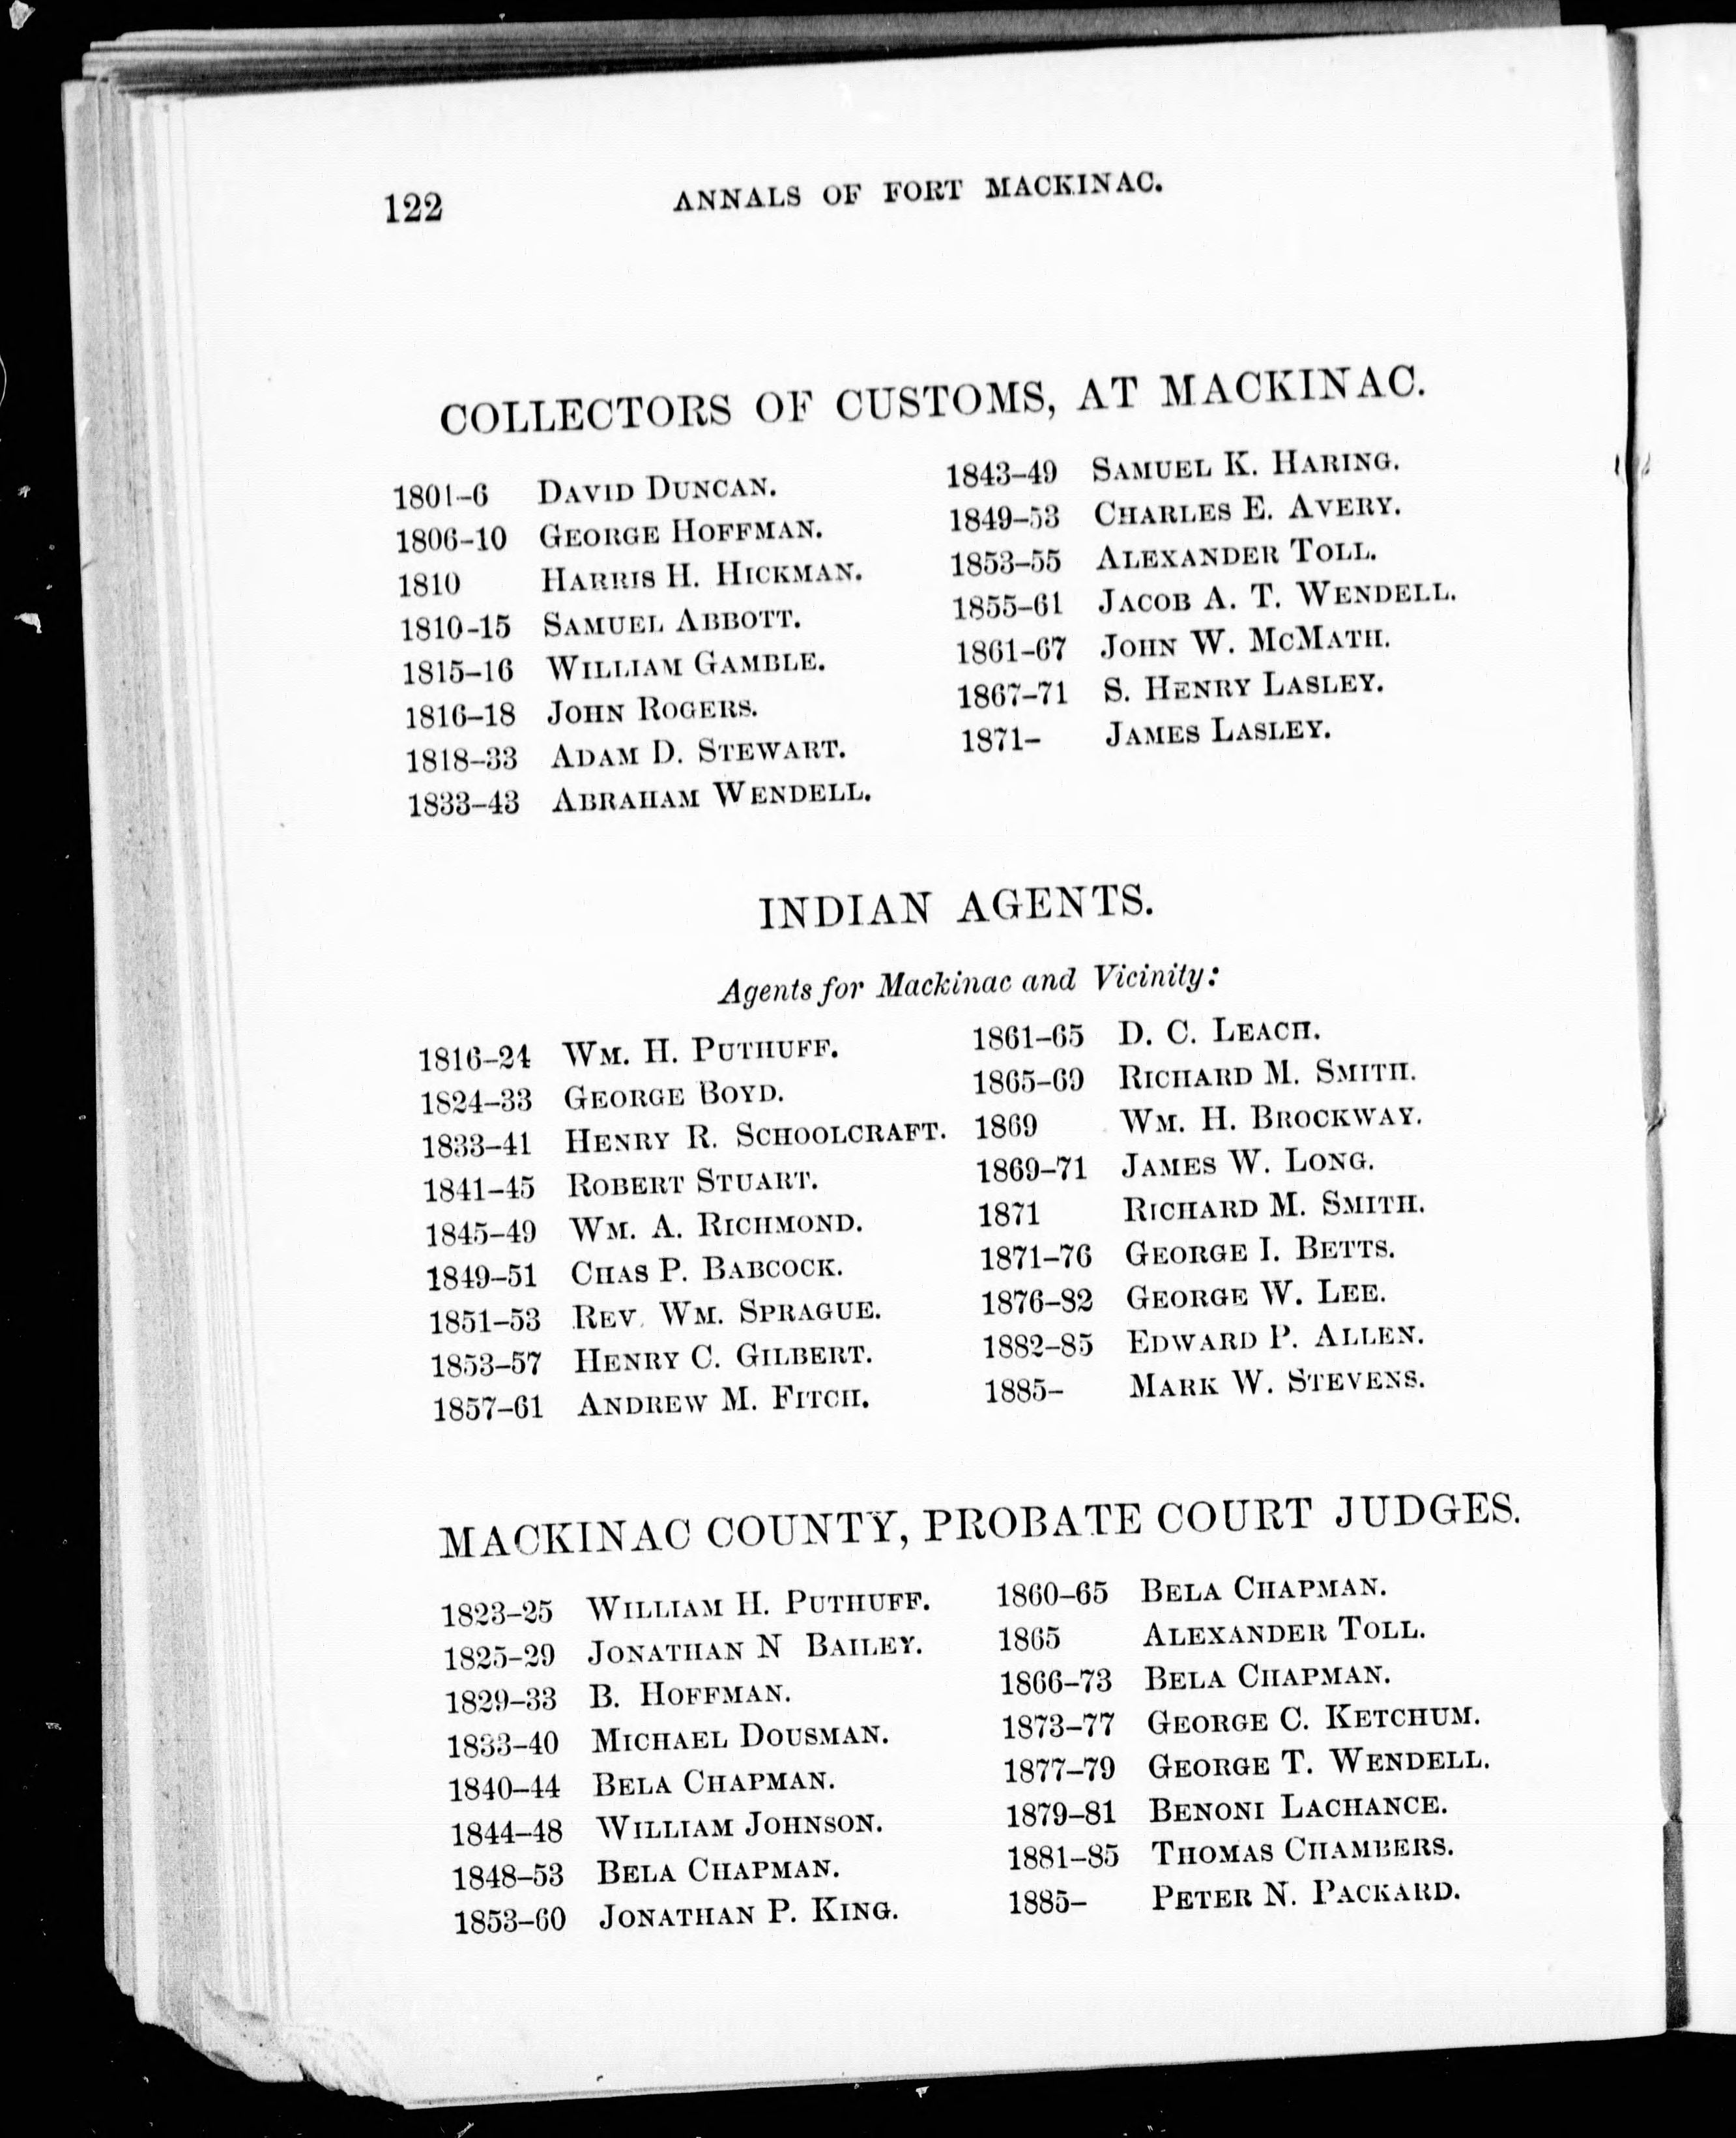 122 ANNALS OF FORT MACKINAC.
COLLECTORS OF CUSTOMS, AT MACKINAC.
1801–6 DAVID DUNCAN.
1806–10 GEORGE HOFFMAN.
1810 HARRIS H. HICKMAN.
1810-15 SAMUEL ABBOTT.
1815–16 WILLIAM GAMBLE.
1816–18 JOHN ROGERS.
1818–33 ADAM D. STEWART.
1833–43 ABRAHAM WENDELL.
1843–49 SAMUEL K. HARING.
1849–53 CHARLES E. AVERY.
1853–55 ALEXANDER TOLL.
1855–61 JACOB A. T. WENDELL.
1861–67 JOHN W. MCMATH.
1867–71 S. HENRY LASLEY.
1871– JAMES LASLEY.
INDIAN AGENTS.
Agents for Mackinac and Vicinity:
1816–24 WM. H. PUTHUFF.
1824–33 GEORGE BOYD.
1833–41 HENRY R. SCHOOLCRAFT.
1841–45 ROBERT STUART.
1845–49 WM. A. RICHMOND.
1849–51 CHAS P. BABCOCK.
1851–53 REV. WM. SPRAGUE.
1853–57 HENRY C. GILBERT.
1857–61 ANDREW M. FITCH.
1861–65 D. C. LEACH.
1865–69 RICHARD M. SMITH.
1869 WM. H. BROCKWAY.
1869–71 JAMES W. LONG.
1871 RICHARD M. SMITH.
1871–76 GEORGE I. BETTS.
1876–82 GEORGE W. LEE.
1882–85 EDWARD P. ALLEN.
1885– MARK W. STEVENS.
MACKINAC COUNTY, PROBATE COURT JUDGES.
1823–25 WILLIAM H. PUTHUFF.
1825–29 JONATHAN N BAILEY.
1829–33 B. HOFFMAN.
1833–40 MICHAEL DOUSMAN.
1840–44 BELA CHAPMAN.
1844–48 WILLIAM JOHNSON.
1848–53 BELA CHAPMAN.
1853–60 JONATHAN P. KING.
1860–65 BELA CHAPMAN.
1865 ALEXANDER TOLL.
1866–73 BELA CHAPMAN.
1873–77 GEORGE C. KETCHUM.
1877–79 GEORGE T. WENDELL.
1879–81 BENONI LACHANCE.
1881–85 THOMAS CHAMBERS.
1885– PETER N. PACKARD.